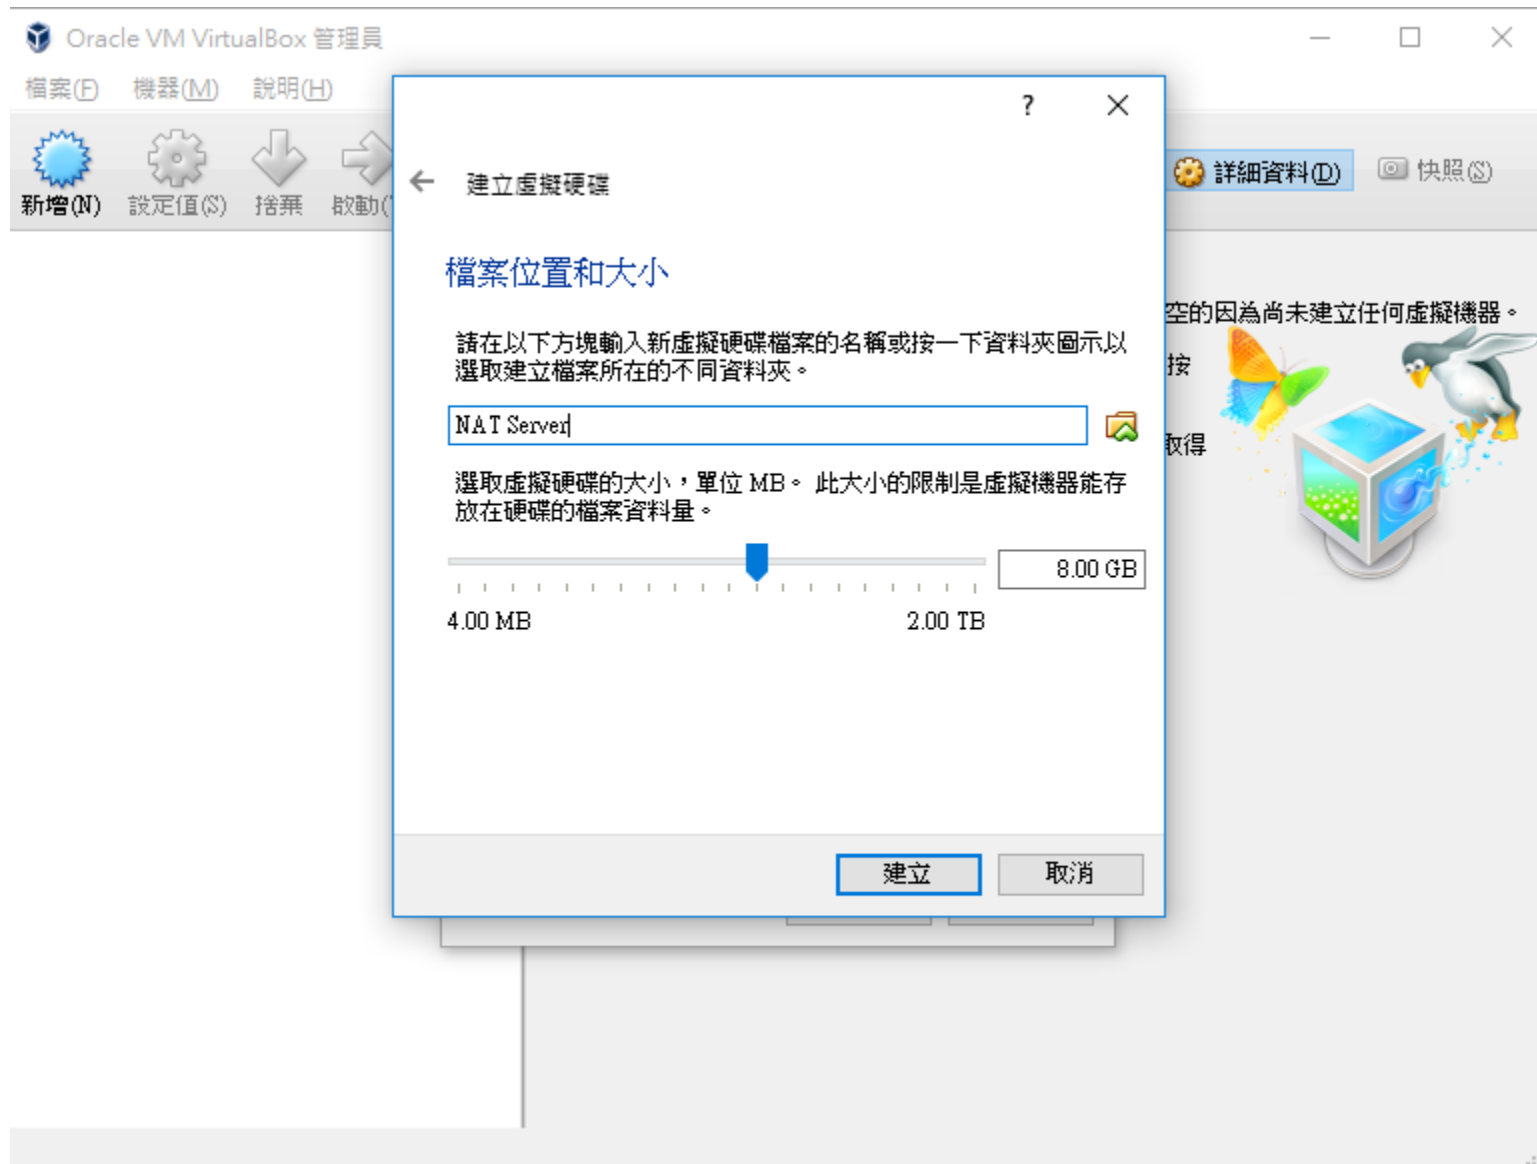 Oracle VM VirtualBox 管理員
檔案(F) 機器(M) 說明(H)
新增(N) 設定值(S) 捨棄 啟動(
詳細資料(D) 快照(S)
?
建立虛擬硬碟
檔案位置和大小
請在以下方塊輸入新虛擬硬碟檔案的名稱或按一下資料夾圖示以
選取建立檔案所在的不同資料夾。
NAT Server
選取虛擬硬碟的大小，單位 MB。 此大小的限制是虛擬機器能存
放在硬碟的檔案資料量。
8.00 GB
4.00 MB 2.00 TB
建立 取消
空的因為尚未建立任何虛擬機器。
按
取得